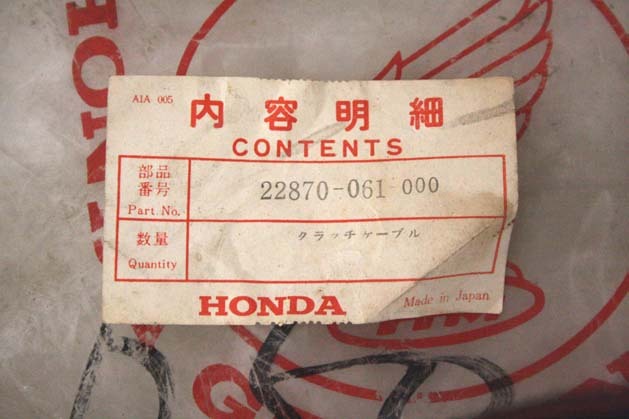 AIA 005
内容明細
CONTENTS
部品
番号
Part. No.
22870-061 000
数量
Quantity
クラッチケーブル
HONDA
Made in Japan